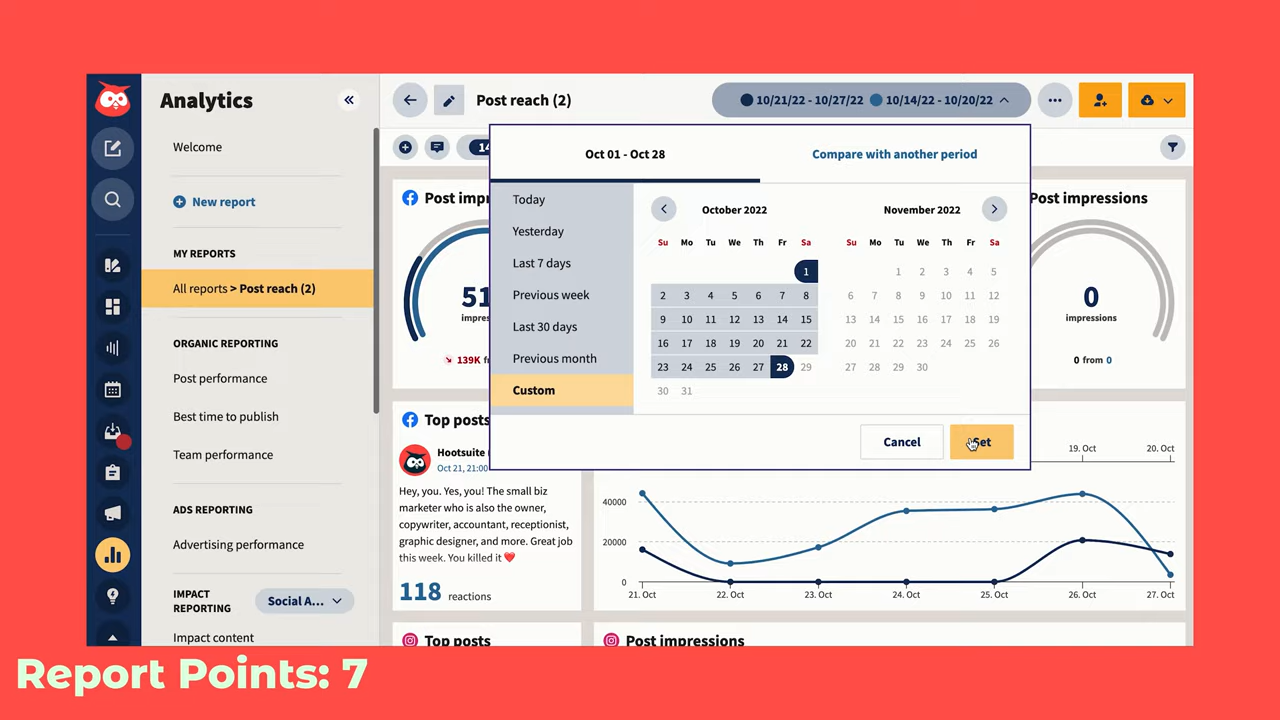 Analytics
«
Welcome
New report
MY REPORTS
All reports > Post reach (2)
ORGANIC REPORTING
Post performance
Best time to publish
Team performance
ADS REPORTING
Advertising performance
IMPACT
REPORTING
Social A...
Impact content
Post reach (2)
10/21/22 - 10/27/22 10/14/22 - 10/20/22
14
Oct 01 - Oct 28
Compare with another period
Today
Yesterday
Last 7 days
Previous week
Last 30 days
Previous month
Custom
October 2022
Su Mo Tu We Th Fr Sa
1
2 3 4 5 6 7 8
9 10 11 12 13 14 15
16 17 18 19 20 21 22
23 24 25 26 27 28 29
30 31
November 2022
Su Mo Tu We Th Fr Sa
1 2 3 4 5
6 7 8 9 10 11 12
13 14 15 16 17 18 19
20 21 22 23 24 25 26
27 28 29 30
Cancel
Set
Post impr
51
impres
139K
Post impressions
0
impressions
0 from 0
Top posts
Hootsuite
Oct 21, 21:00
Hey, you. Yes, you! The small biz
marketer who is also the owner,
copywriter, accountant, receptionist,
graphic designer, and more. Great job
this week. You killed it ❤️
118 reactions
19. Oct 20. Oct
40000
20000
0
21. Oct 22. Oct 23. Oct 24. Oct 25. Oct 26. Oct 27. Oct
Top posts
Post impressions
Report Points: 7